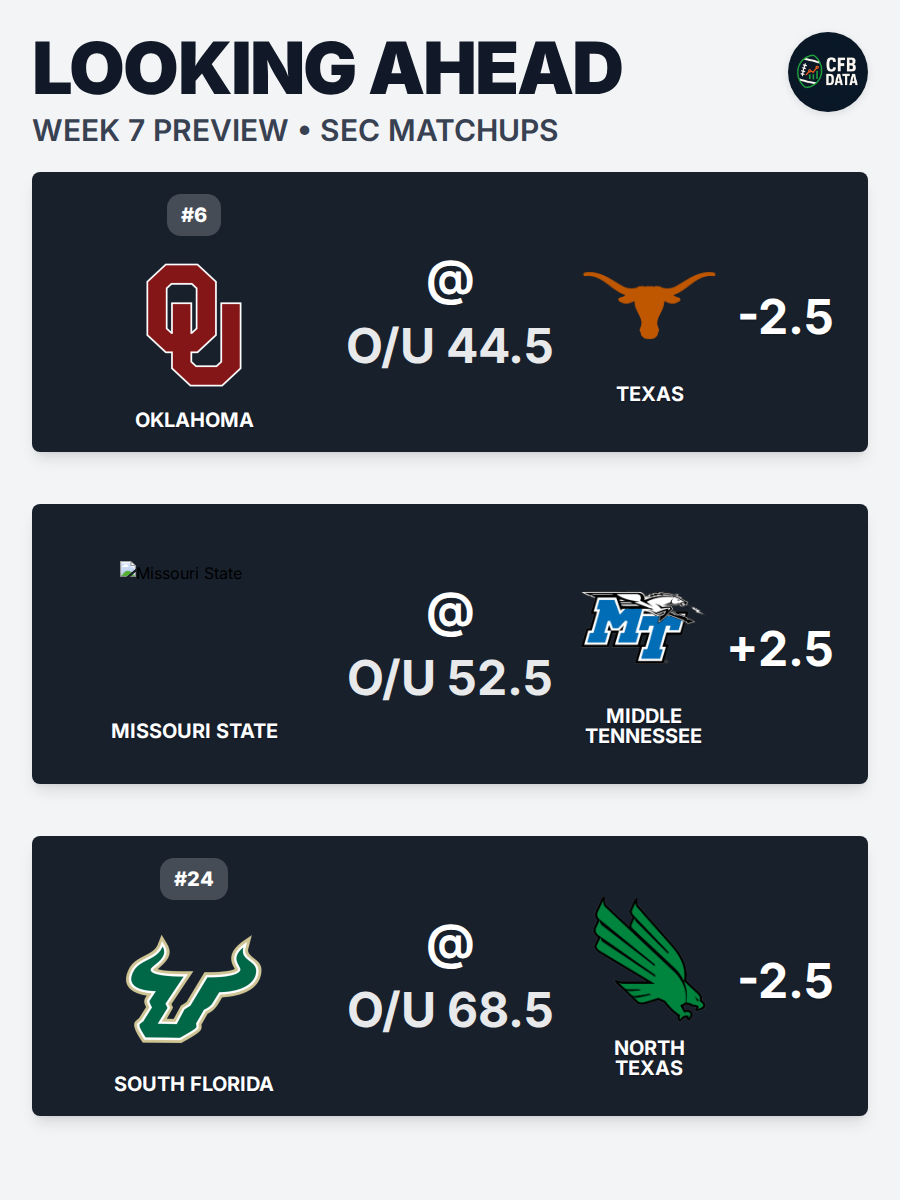 LOOKING AHEAD
CFB
DATA
WEEK 7 PREVIEW • SEC MATCHUPS
#6
@
O/U 44.5
-2.5
OKLAHOMA
TEXAS
Missouri State
@
MT
O/U 52.5
+2.5
MISSOURI STATE
MIDDLE
TENNESSEE
#24
@
O/U 68.5
-2.5
SOUTH FLORIDA
NORTH
TEXAS